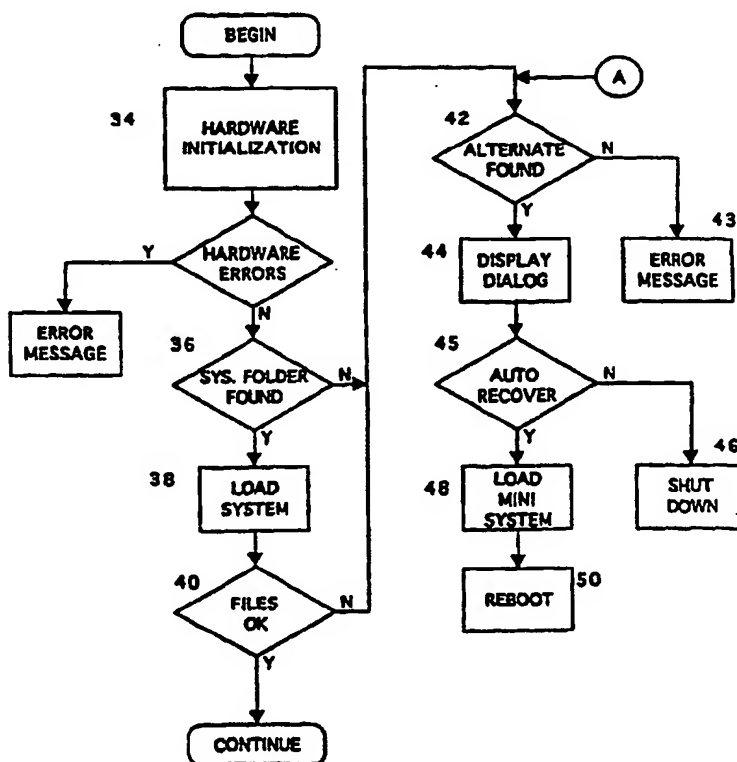 BEGIN
34
HARDWARE
INITIALIZATION
HARDWARE
ERRORS
Y
N
ERROR
MESSAGE
36
SYS. FOLDER
FOUND
N
Y
38
LOAD
SYSTEM
40
FILES
OK
N
Y
CONTINUE
A
42
ALTERNATE
FOUND
N
Y
43
ERROR
MESSAGE
44
DISPLAY
DIALOG
45
AUTO
RECOVER
N
Y
46
SHUT
DOWN
48
LOAD
MINI
SYSTEM
50
REBOOT